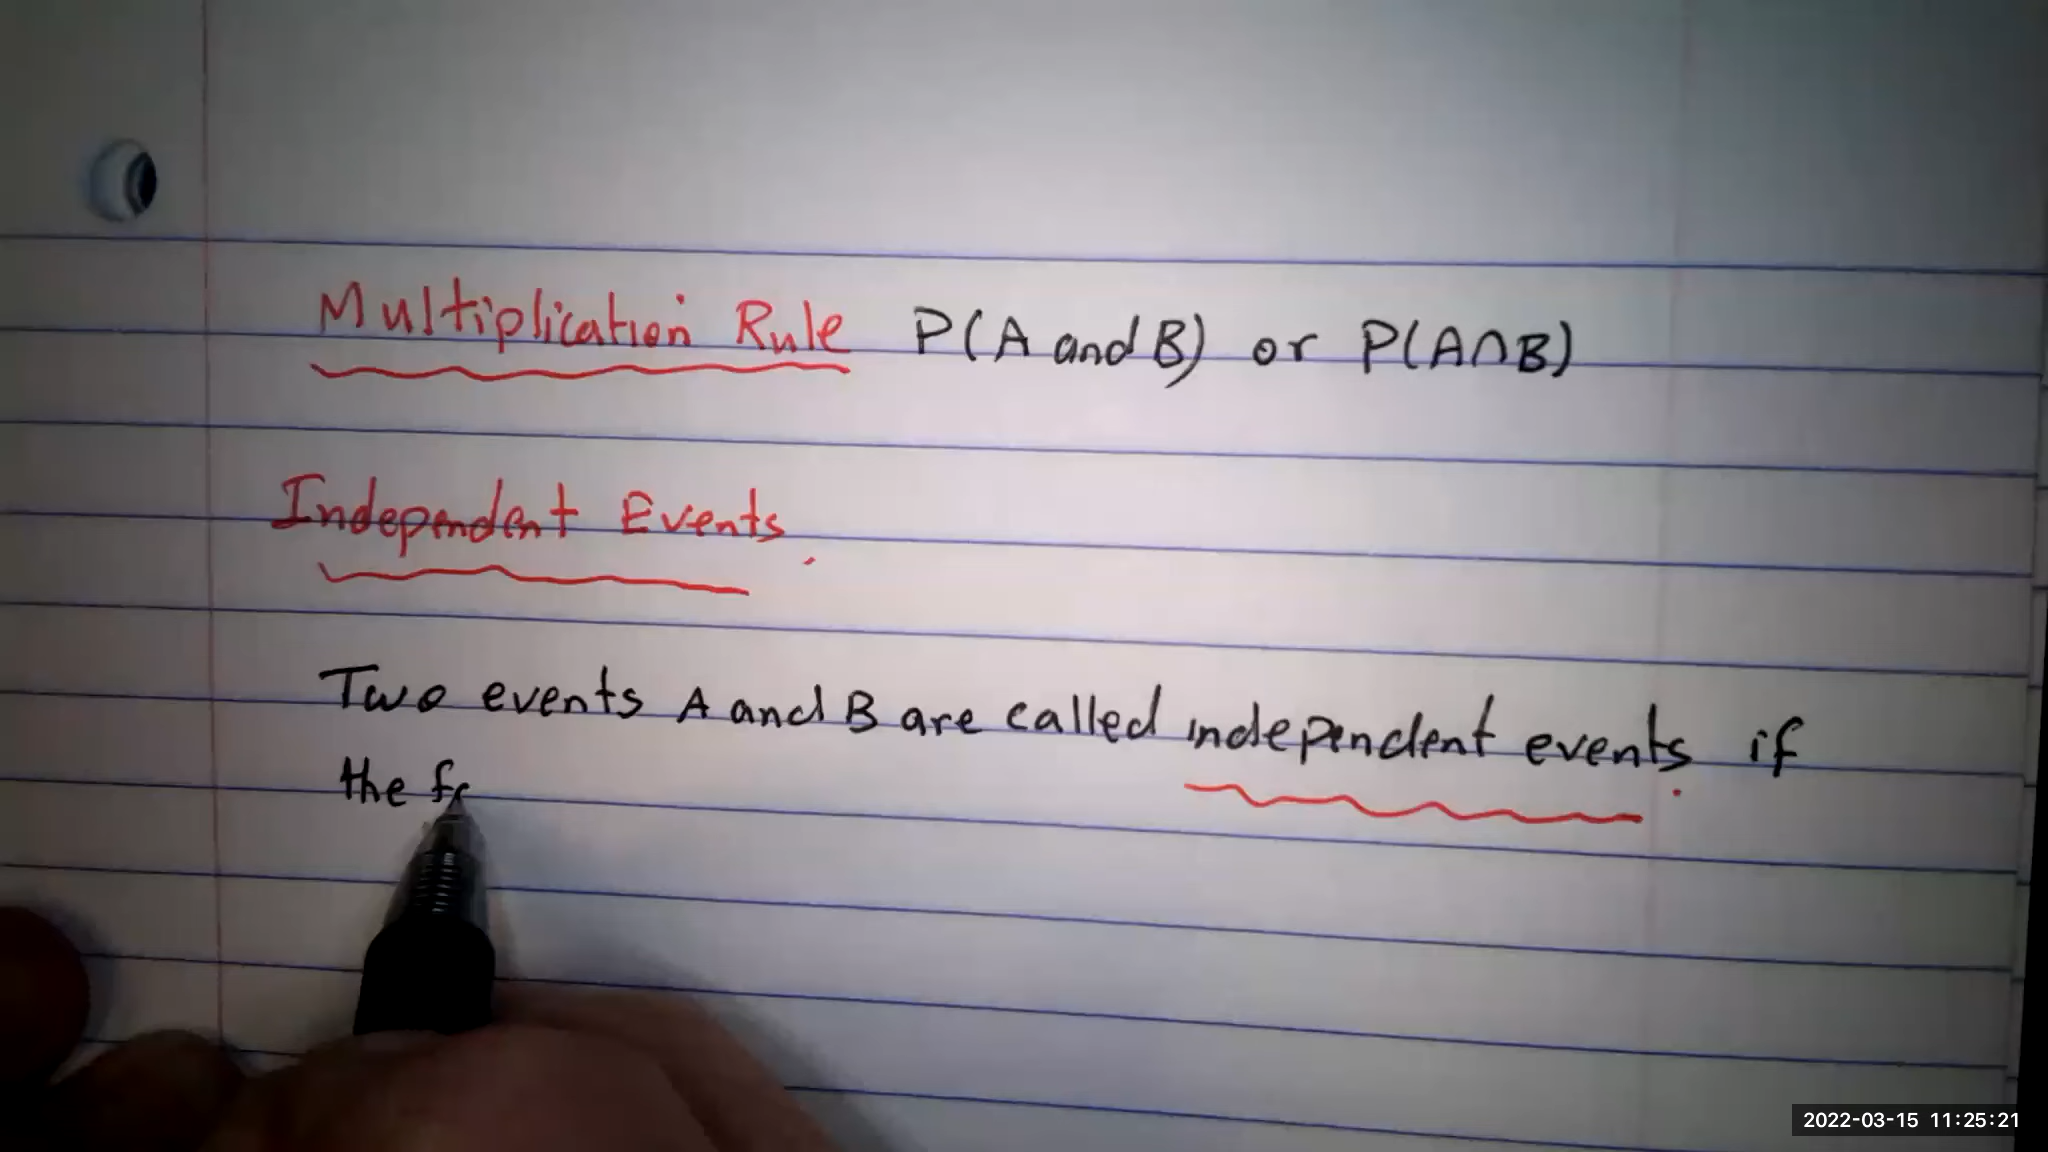 Multiplication Rule P(A and B) or P(A∩B)
Independent Events
Two events A and B are called independent events if
the
2022-03-15 11:25:21